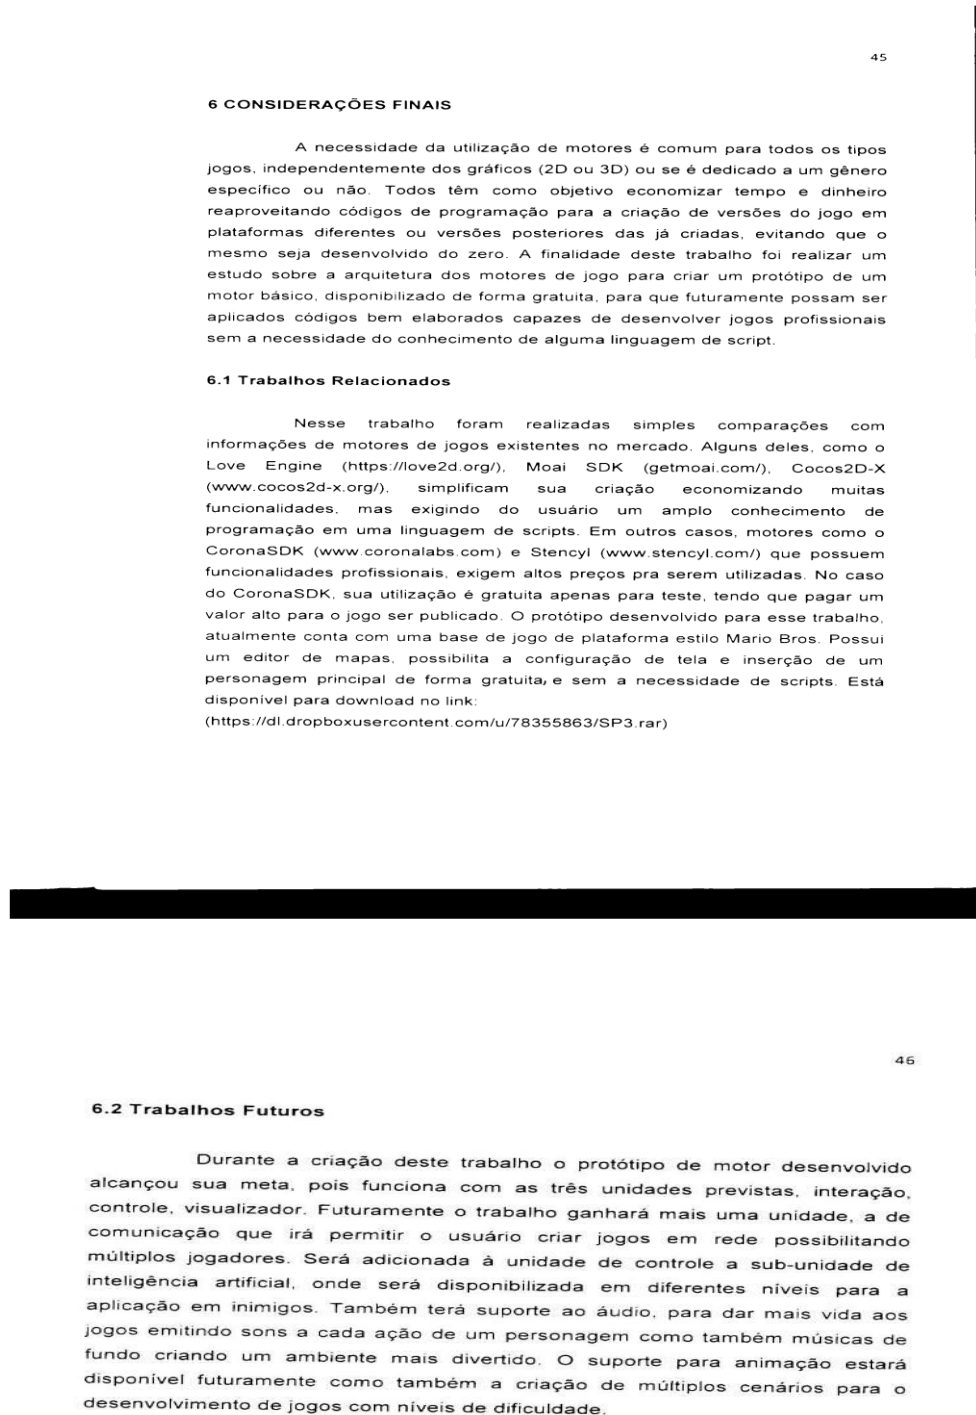 45
6 CONSIDERAÇÕES FINAIS
A necessidade da utilização de motores é comum para todos os tipos
jogos, independentemente dos gráficos (2D ou 3D) ou se é dedicado a um gênero
específico ou não. Todos têm como objetivo economizar tempo e dinheiro
reaproveitando códigos de programação para a criação de versões do jogo em
plataformas diferentes ou versões posteriores das já criadas, evitando que o
mesmo seja desenvolvido do zero. A finalidade deste trabalho foi realizar um
estudo sobre a arquitetura dos motores de jogo para criar um protótipo de um
motor básico, disponibilizado de forma gratuita, para que futuramente possam ser
aplicados códigos bem elaborados capazes de desenvolver jogos profissionais
sem a necessidade do conhecimento de alguma linguagem de script.
6.1 Trabalhos Relacionados
Nesse trabalho foram realizadas simples comparações com
informações de motores de jogos existentes no mercado. Alguns deles, como o
Love Engine (https://love2d.org/), Moai SDK (getmoai.com/), Cocos2D-X
(www.cocos2d-x.org/), simplificam sua criação economizando muitas
funcionalidades, mas exigindo do usuário um amplo conhecimento de
programação em uma linguagem de scripts. Em outros casos, motores como o
CoronaSDK (www.coronalabs.com) e Stencyl (www.stencyl.com/) que possuem
funcionalidades profissionais, exigem altos preços pra serem utilizadas. No caso
do CoronaSDK, sua utilização é gratuita apenas para teste, tendo que pagar um
valor alto para o jogo ser publicado. O protótipo desenvolvido para esse trabalho,
atualmente conta com uma base de jogo de plataforma estilo Mario Bros. Possui
um editor de mapas, possibilita a configuração de tela e inserção de um
personagem principal de forma gratuita, e sem a necessidade de scripts. Está
disponível para download no link:
(https://dl.dropboxusercontent.com/u/78355863/SP3.rar)
46
6.2 Trabalhos Futuros
Durante a criação deste trabalho o protótipo de motor desenvolvido
alcançou sua meta, pois funciona com as três unidades previstas, interação,
controle, visualizador. Futuramente o trabalho ganhará mais uma unidade, a de
comunicação que irá permitir o usuário criar jogos em rede possibilitando
múltiplos jogadores. Será adicionada à unidade de controle a sub-unidade de
inteligência artificial, onde será disponibilizada em diferentes níveis para a
aplicação em inimigos. Também terá suporte ao áudio, para dar mais vida aos
jogos emitindo sons a cada ação de um personagem como também músicas de
fundo criando um ambiente mais divertido. O suporte para animação estará
disponível futuramente como também a criação de múltiplos cenários para o
desenvolvimento de jogos com níveis de dificuldade.